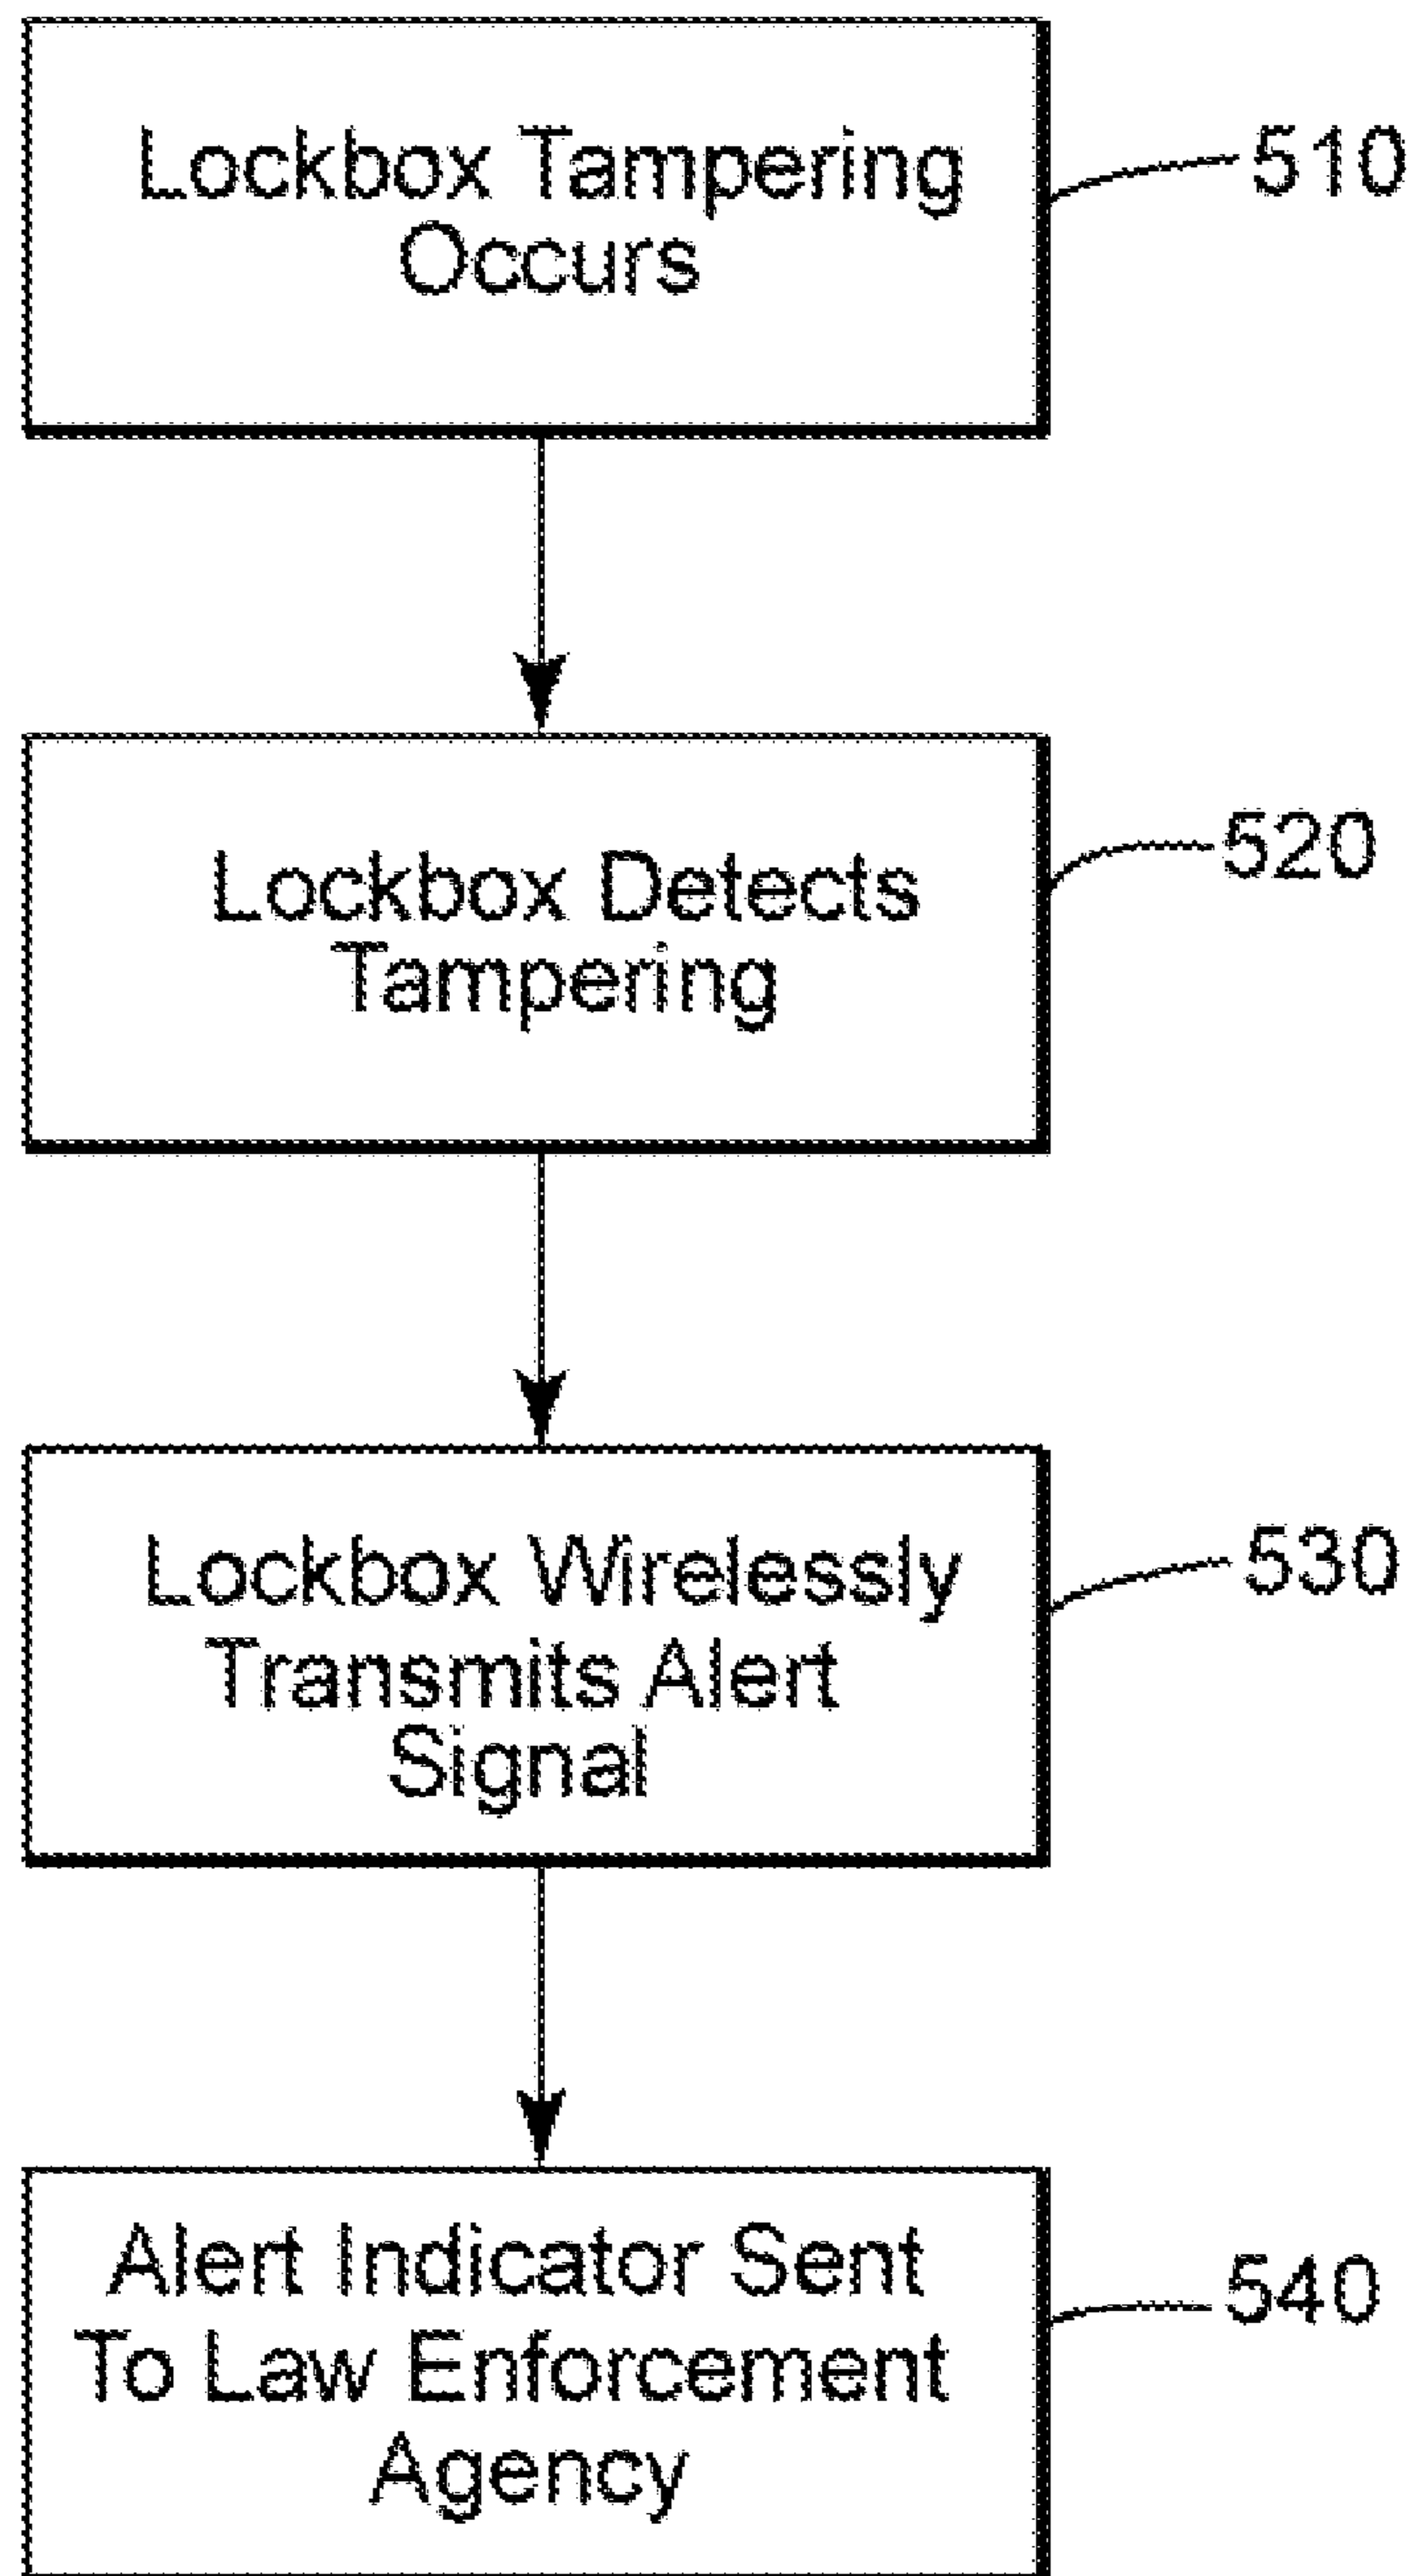 Lockbox Tampering
Occurs
510
Lockbox Detects
Tampering
520
Lockbox Wirelessly
Transmits Alert
Signal
530
Alert Indicator Sent
To Law Enforcement
Agency
540